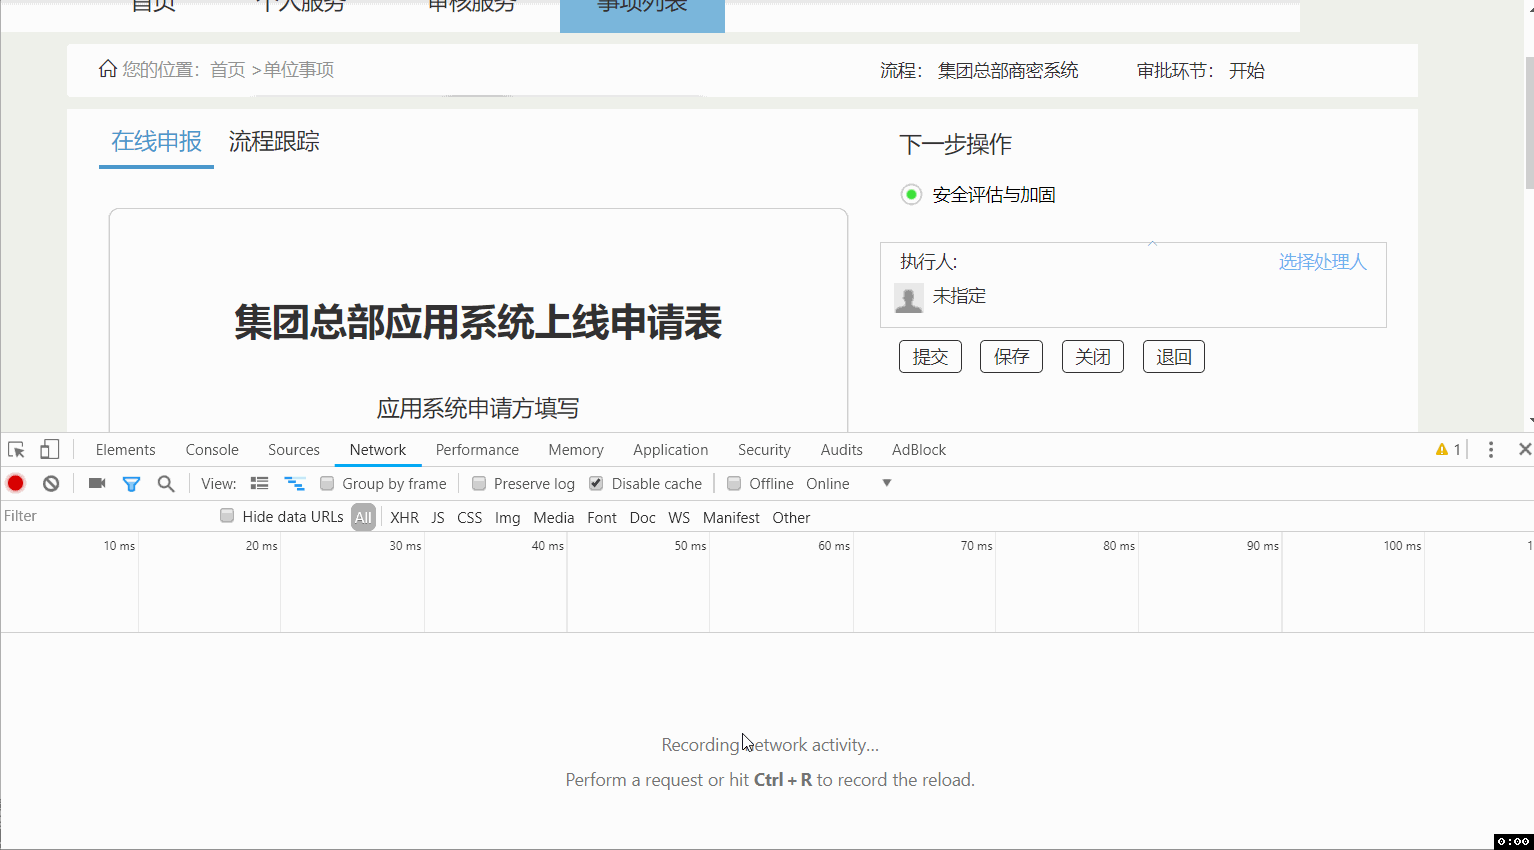 首页 个人服务 审核服务 事项列表
您的位置：首页 >单位事项
流程： 集团总部商密系统 审批环节： 开始
在线申报 流程跟踪
下一步操作
安全评估与加固
执行人: 选择处理人
未指定
提交 保存 关闭 退回
集团总部应用系统上线申请表
应用系统申请方填写
Elements Console Sources Network Performance Memory Application Security Audits AdBlock 1
View: Group by frame Preserve log Disable cache Offline Online
Filter Hide data URLs All XHR JS CSS Img Media Font Doc WS Manifest Other
10 ms 20 ms 30 ms 40 ms 50 ms 60 ms 70 ms 80 ms 90 ms 100 ms
Recording network activity...
Perform a request or hit Ctrl + R to record the reload.
0:00